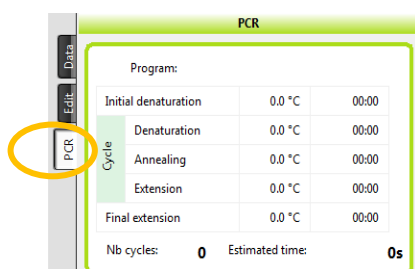 PCR
Data
Edit
PCR
Program:
Initial denaturation 0.0 °C 00:00
Cycle
Denaturation 0.0 °C 00:00
Annealing 0.0 °C 00:00
Extension 0.0 °C 00:00
Final extension 0.0 °C 00:00
Nb cycles: 0 Estimated time: 0s